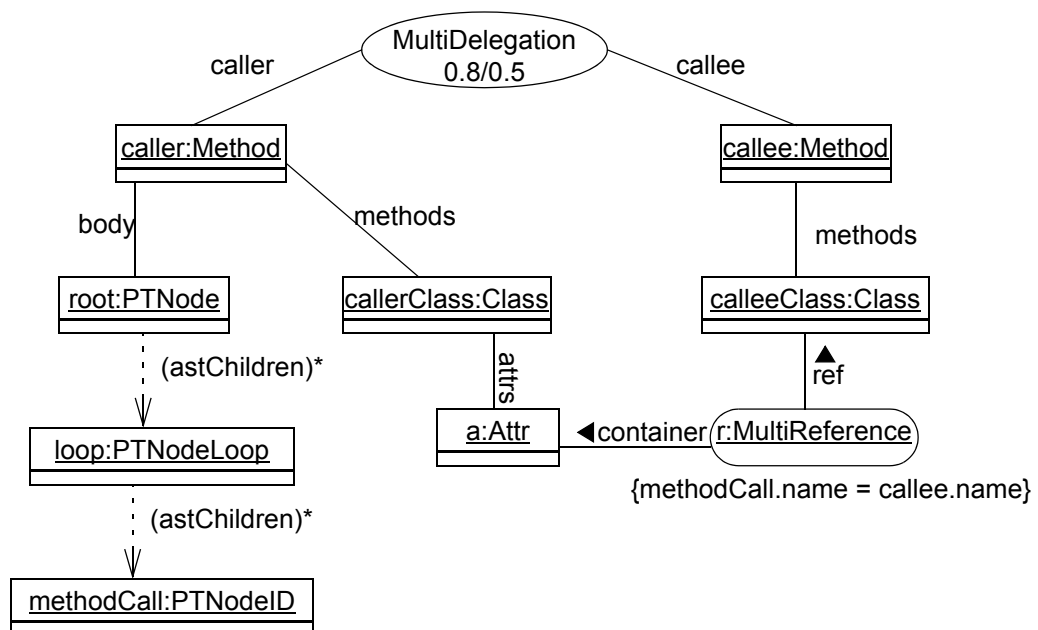 MultiDelegation
0.8/0.5
caller
callee
caller:Method
callee:Method
body
methods
methods
root:PTNode
callerClass:Class
calleeClass:Class
(astChildren)*
attrs
ref
loop:PTNodeLoop
a:Attr
container
r:MultiReference
{methodCall.name = callee.name}
(astChildren)*
methodCall:PTNodeID